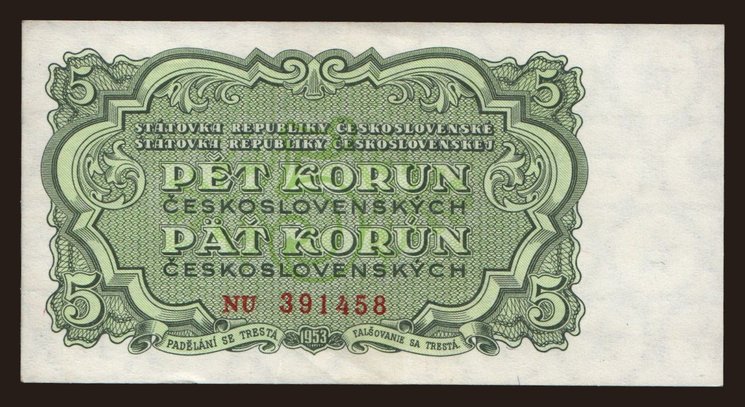 5 5
STÁTOVKA REPUBLIKY ČESKOSLOVENSKÉ
ŠTÁTOVKA REPUBLIKY ČESKOSLOVENSKEJ
PĚT KORUN
ČESKOSLOVENSKÝCH
PÄŤ KORÚN
ČESKOSLOVENSKÝCH
NU 391458
5 5
PADĚLÁNÍ SE TRESTÁ 1953 FALŠOVANIE SA TRESTÁ.